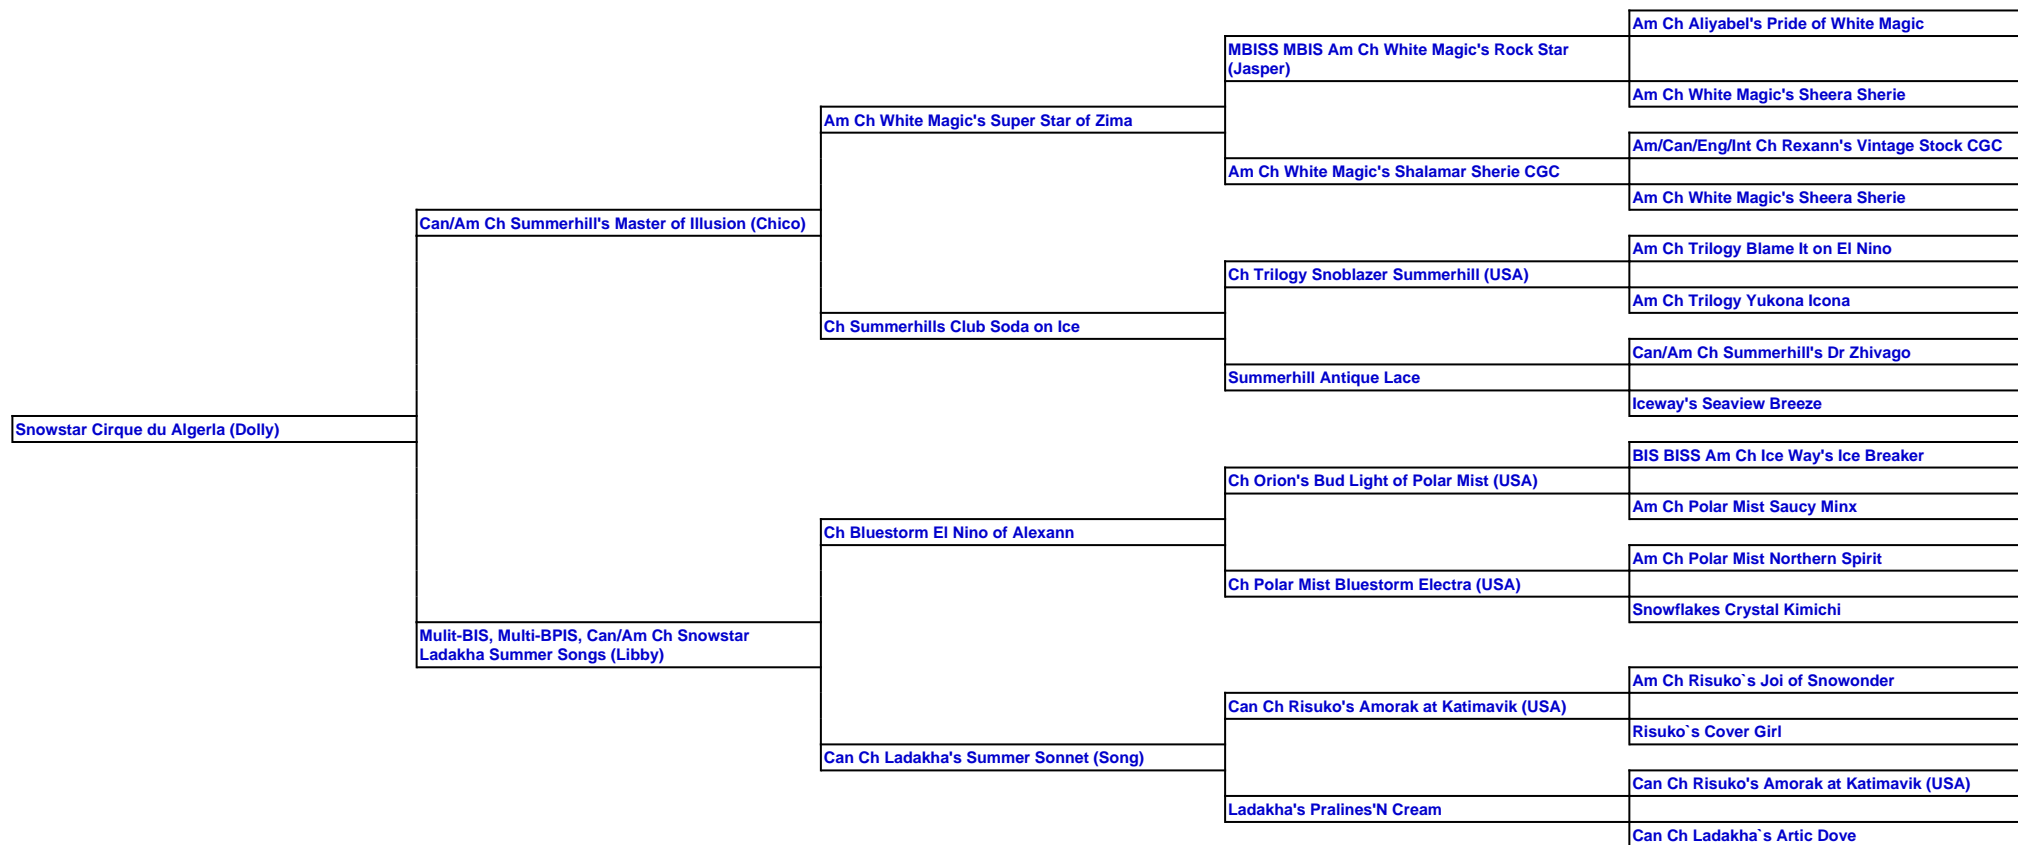 Am Ch Aliyabel's Pride of White Magic
MBISS MBIS Am Ch White Magic's Rock Star
(Jasper)
Am Ch White Magic's Sheera Sherie
Am Ch White Magic's Super Star of Zima
Am/Can/Eng/Int Ch Rexann's Vintage Stock CGC
Am Ch White Magic's Shalamar Sherie CGC
Am Ch White Magic's Sheera Sherie
Can/Am Ch Summerhill's Master of Illusion (Chico)
Am Ch Trilogy Blame It on El Nino
Ch Trilogy Snoblazer Summerhill (USA)
Am Ch Trilogy Yukona Icona
Ch Summerhills Club Soda on Ice
Can/Am Ch Summerhill's Dr Zhivago
Summerhill Antique Lace
Iceway's Seaview Breeze
Snowstar Cirque du Algerla (Dolly)
BIS BISS Am Ch Ice Way's Ice Breaker
Ch Orion's Bud Light of Polar Mist (USA)
Am Ch Polar Mist Saucy Minx
Ch Bluestorm El Nino of Alexann
Am Ch Polar Mist Northern Spirit
Ch Polar Mist Bluestorm Electra (USA)
Snowflakes Crystal Kimichi
Mulit-BIS, Multi-BPIS, Can/Am Ch Snowstar
Ladakha Summer Songs (Libby)
Am Ch Risuko`s Joi of Snowonder
Can Ch Risuko's Amorak at Katimavik (USA)
Risuko`s Cover Girl
Can Ch Ladakha's Summer Sonnet (Song)
Can Ch Risuko's Amorak at Katimavik (USA)
Ladakha's Pralines'N Cream
Can Ch Ladakha`s Artic Dove